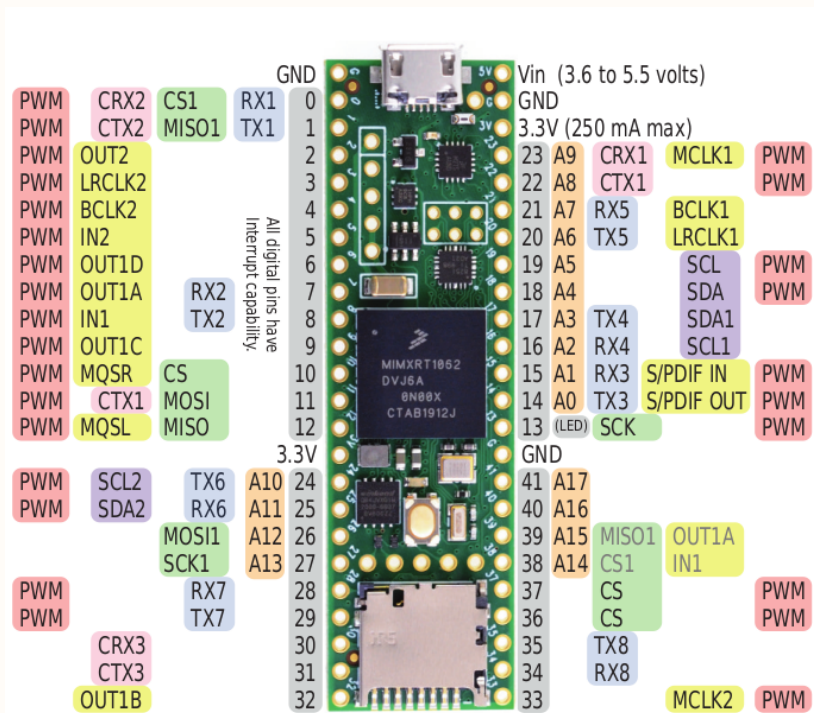 GND Vin (3.6 to 5.5 volts)
PWM CRX2 CS1 RX1 0 GND
PWM CTX2 MISO1 TX1 1 3.3V (250 mA max)
PWM OUT2 2 23 A9 CRX1 MCLK1 PWM
PWM LRCLK2 3 22 A8 CTX1 PWM
PWM BCLK2 4 21 A7 RX5 BCLK1
PWM IN2 5 20 A6 TX5 LRCLK1
PWM OUT1D 6 19 A5 SCL PWM
PWM OUT1A RX2 7 18 A4 SDA PWM
PWM IN1 TX2 8 17 A3 TX4 SDA1
PWM OUT1C 9 16 A2 RX4 SCL1
PWM MQSR CS 10 15 A1 RX3 S/PDIF IN PWM
PWM CTX1 MOSI 11 14 A0 TX3 S/PDIF OUT PWM
PWM MQSL MISO 12 13 (LED) SCK PWM
3.3V GND
PWM SCL2 TX6 A10 24 41 A17
PWM SDA2 RX6 A11 25 40 A16
MOSI1 A12 26 39 A15 MISO1 OUT1A
SCK1 A13 27 38 A14 CS1 IN1
PWM RX7 28 37 CS PWM
PWM TX7 29 36 CS PWM
CRX3 30 35 TX8
CTX3 31 34 RX8
OUT1B 32 33 MCLK2 PWM
All digital pins have
Interrupt capability.
MIMXRT1062
DVJ6A
0N00X
CTAB1912J